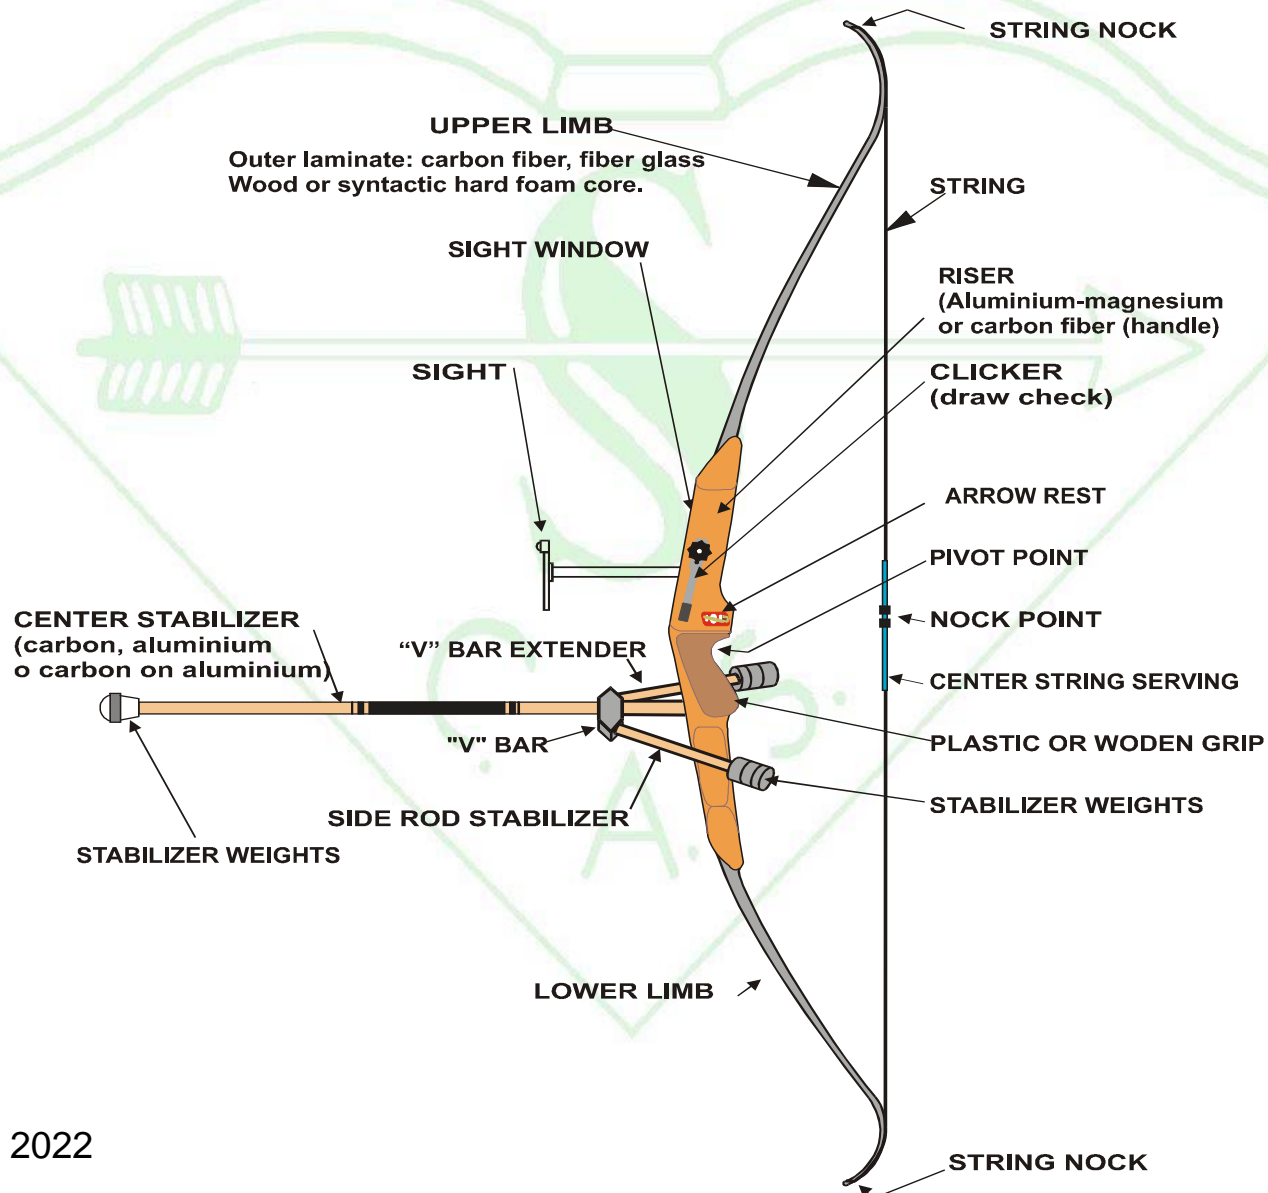 STRING NOCK
UPPER LIMB
Outer laminate: carbon fiber, fiber glass
Wood or syntactic hard foam core.
STRING
SIGHT WINDOW
RISER
(Aluminium-magnesium
or carbon fiber (handle)
SIGHT
CLICKER
(draw check)
ARROW REST
PIVOT POINT
CENTER STABILIZER
(carbon, aluminium
o carbon on aluminium)
NOCK POINT
“V” BAR EXTENDER
CENTER STRING SERVING
"V" BAR
PLASTIC OR WODEN GRIP
SIDE ROD STABILIZER
STABILIZER WEIGHTS
STABILIZER WEIGHTS
LOWER LIMB
2022
STRING NOCK